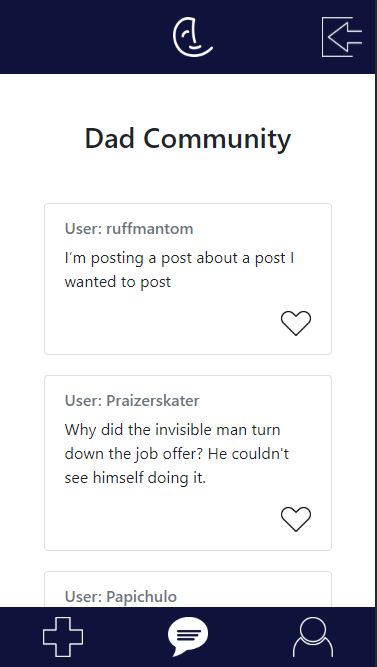 Dad Community
User: ruffmantom
I'm posting a post about a post I
wanted to post
User: Praizerskater
Why did the invisible man turn
down the job offer? He couldn't
see himself doing it.
User: Papichulo